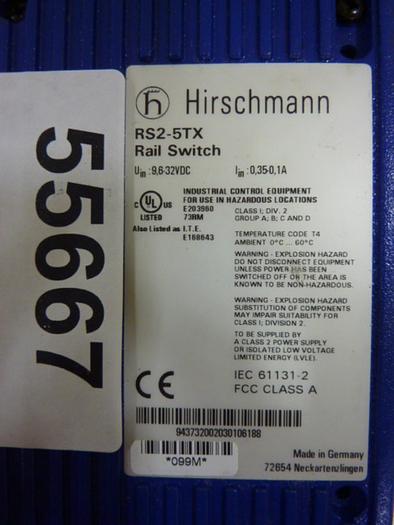 55667
h Hirschmann
RS2-5TX
Rail Switch
Uin : 9,6-32VDC Iin : 0,35-0,1A
INDUSTRIAL CONTROL EQUIPMENT
FOR USE IN HAZARDOUS LOCATIONS
c UL US
LISTED
E203960
73RM
CLASS I; DIV. 2
GROUP A; B; C AND D
Also Listed as I.T.E.
E168643
TEMPERATURE CODE T4
AMBIENT 0°C ... 60°C
WARNING - EXPLOSION HAZARD
DO NOT DISCONNECT EQUIPMENT
UNLESS POWER HAS BEEN
SWITCHED OFF OR THE AREA IS
KNOWN TO BE NON-HAZARDOUS.
WARNING - EXPLOSION HAZARD
SUBSTITUTION OF COMPONENTS
MAY IMPAIR SUITABILITY FOR
CLASS I; DIVISION 2.
TO BE SUPPLIED BY
A CLASS 2 POWER SUPPLY
OR ISOLATED LOW VOLTAGE
LIMITED ENERGY (LVLE).
CE
IEC 61131-2
FCC CLASS A
943732002030106188
*099M*
Made in Germany
72654 Neckartenzlingen